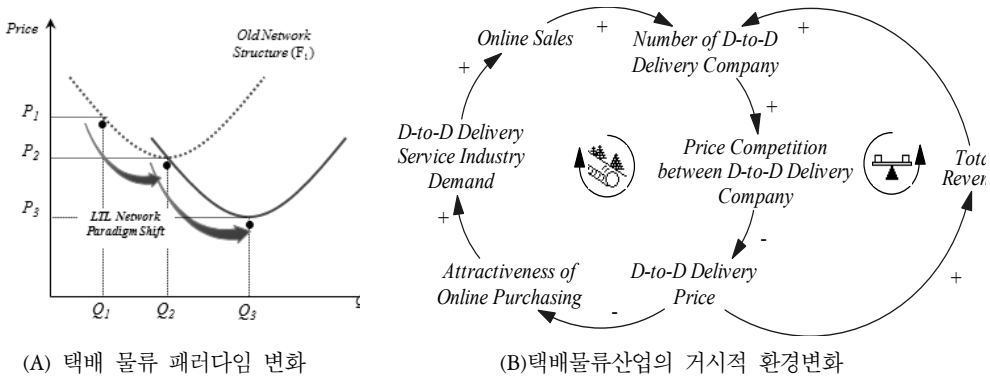 Price
Old Network
Structure (F₁)
P₁
P₂
P₃
LTL Network
Paradigm Shift
Q₁
Q₂
Q₃
(A) 택배 물류 패러다임 변화
Online Sales
+
Number of D-to-D
Delivery Company
+
+
+
D-to-D Delivery
Service Industry
Demand
Price Competition
between D-to-D Delivery
Company
+
-
Attractiveness of
Online Purchasing
D-to-D Delivery
Price
-
+
(B)택배물류산업의 거시적 환경변화